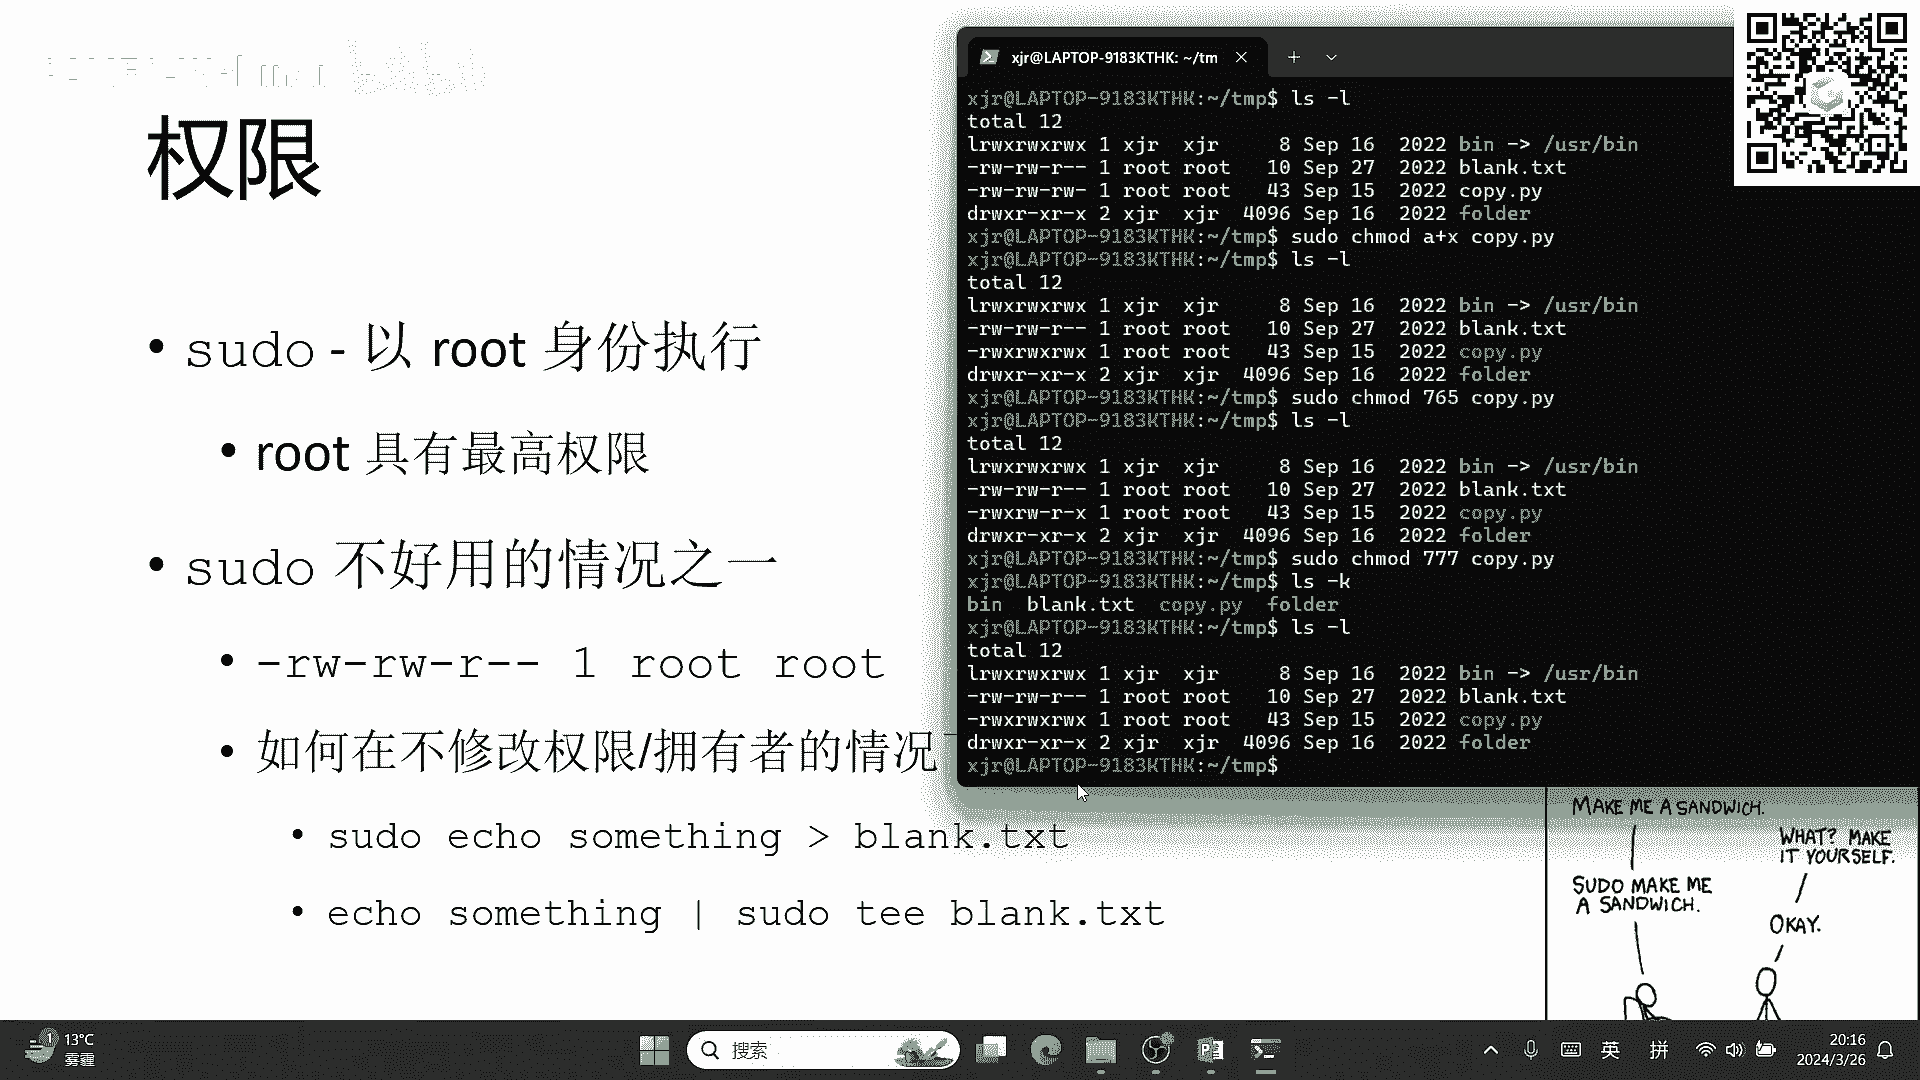 权限
• sudo - 以 root 身份执行
• root 具有最高权限
• sudo 不好用的情况之一
• -rw-rw-r-- 1 root root
• 如何在不修改权限/拥有者的情况
• sudo echo something > blank.txt
• echo something | sudo tee blank.txt
xjr@LAPTOP-9183KTHK: ~/tm
xjr@LAPTOP-9183KTHK:~/tmp$ ls -l
total 12
lrwxrwxrwx 1 xjr  xjr     8 Sep 16  2022 bin -> /usr/bin
-rw-rw-r-- 1 root root   10 Sep 27  2022 blank.txt
-rw-rw-rw- 1 root root   43 Sep 15  2022 copy.py
drwxr-xr-x 2 xjr  xjr  4096 Sep 16  2022 folder
xjr@LAPTOP-9183KTHK:~/tmp$ sudo chmod a+x copy.py
xjr@LAPTOP-9183KTHK:~/tmp$ ls -l
total 12
lrwxrwxrwx 1 xjr  xjr     8 Sep 16  2022 bin -> /usr/bin
-rw-rw-r-- 1 root root   10 Sep 27  2022 blank.txt
-rwxrwxrwx 1 root root   43 Sep 15  2022 copy.py
drwxr-xr-x 2 xjr  xjr  4096 Sep 16  2022 folder
xjr@LAPTOP-9183KTHK:~/tmp$ sudo chmod 765 copy.py
xjr@LAPTOP-9183KTHK:~/tmp$ ls -l
total 12
lrwxrwxrwx 1 xjr  xjr     8 Sep 16  2022 bin -> /usr/bin
-rw-rw-r-- 1 root root   10 Sep 27  2022 blank.txt
-rwxrw-r-x 1 root root   43 Sep 15  2022 copy.py
drwxr-xr-x 2 xjr  xjr  4096 Sep 16  2022 folder
xjr@LAPTOP-9183KTHK:~/tmp$ sudo chmod 777 copy.py
xjr@LAPTOP-9183KTHK:~/tmp$ ls -k
bin  blank.txt  copy.py  folder
xjr@LAPTOP-9183KTHK:~/tmp$ ls -l
total 12
lrwxrwxrwx 1 xjr  xjr     8 Sep 16  2022 bin -> /usr/bin
-rw-rw-r-- 1 root root   10 Sep 27  2022 blank.txt
-rwxrwxrwx 1 root root   43 Sep 15  2022 copy.py
drwxr-xr-x 2 xjr  xjr  4096 Sep 16  2022 folder
xjr@LAPTOP-9183KTHK:~/tmp$
MAKE ME A SANDWICH.
WHAT? MAKE
IT YOURSELF.
SUDO MAKE ME
A SANDWICH.
OKAY.
1
13°C
雾霾
搜索
英
拼
20:16
2024/3/26